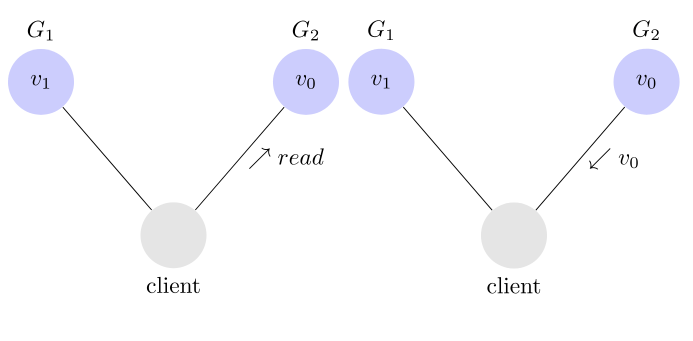 G₁ G₂ G₁ G₂
v₁ v₀ v₁ v₀
read v₀
client client